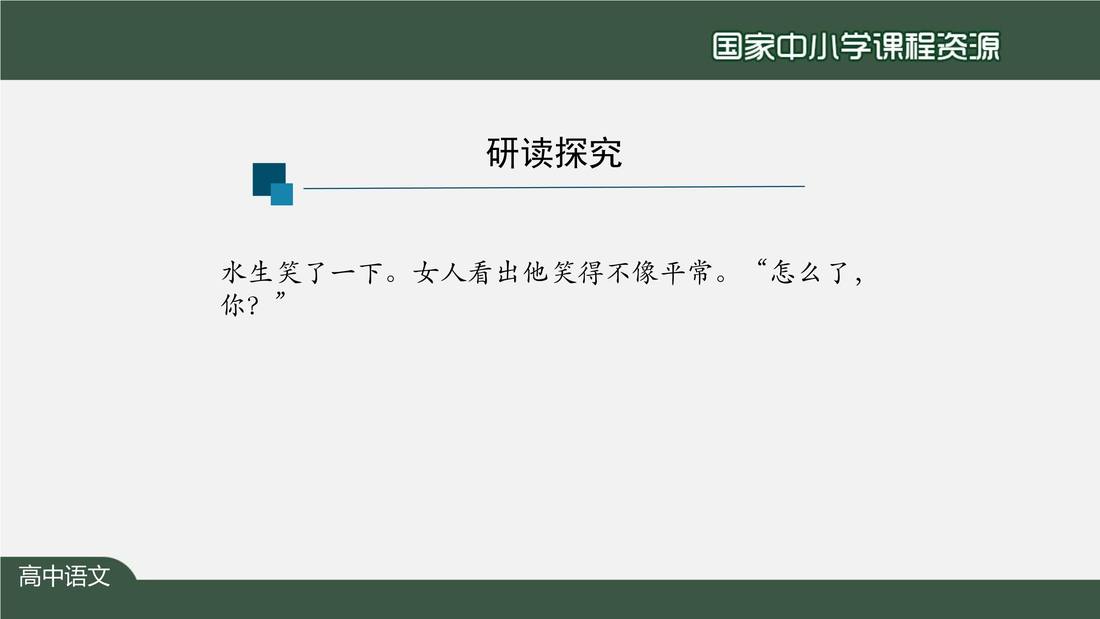 国家中小学课程资源
研读探究
水生笑了一下。女人看出他笑得不像平常。“怎么了，
你？”
高中语文